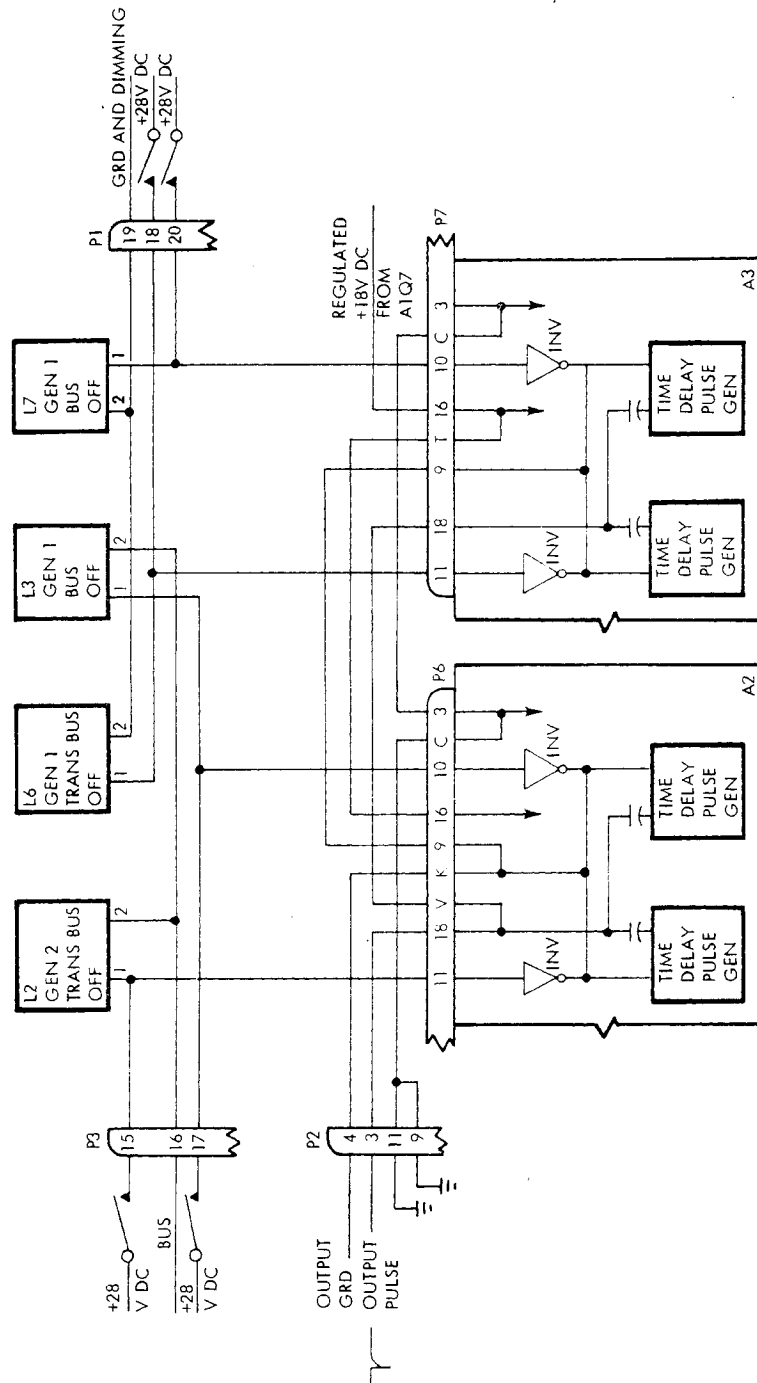 L2
GEN 2
TRANS BUS
OFF
1
2
L6
GEN 1
TRANS BUS
OFF
1
2
L3
GEN 1
BUS
OFF
1
2
L7
GEN 1
BUS
OFF
2
1
P3
15
16
17
+28
V DC
BUS
+28
V DC
P1
19
18
20
GRD AND DIMMING
+28V DC
+28V DC
P2
4
3
11
9
OUTPUT
GRD
OUTPUT
PULSE
REGULATED
+18V DC
FROM
A1Q7
P6
11
18
V
K
9
16
10
C
3
INV
INV
TIME
DELAY
PULSE
GEN
TIME
DELAY
PULSE
GEN
A2
P7
11
18
9
T
16
10
C
3
INV
INV
TIME
DELAY
PULSE
GEN
TIME
DELAY
PULSE
GEN
A3